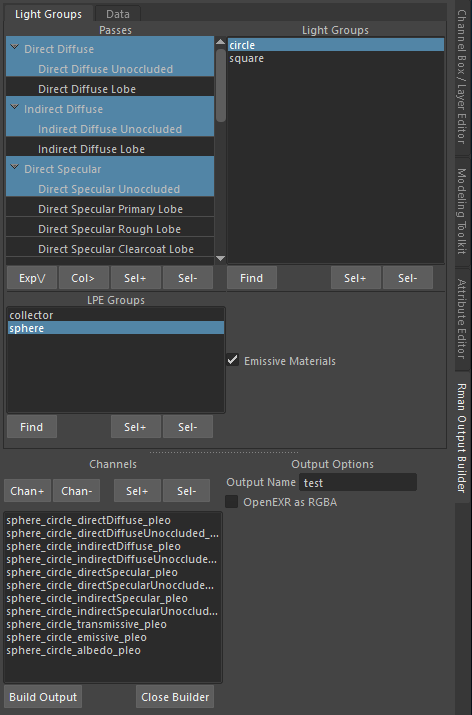 Light Groups Data
Passes
Direct Diffuse
Direct Diffuse Unoccluded
Direct Diffuse Lobe
Indirect Diffuse
Indirect Diffuse Unoccluded
Indirect Diffuse Lobe
Direct Specular
Direct Specular Unoccluded
Direct Specular Primary Lobe
Direct Specular Rough Lobe
Direct Specular Clearcoat Lobe
Exp\/ Col> Sel+ Sel-
Light Groups
circle
square
Find Sel+ Sel-
LPE Groups
collector
sphere
Find Sel+ Sel-
Emissive Materials
Channels
Chan+ Chan- Sel+ Sel-
sphere_circle_directDiffuse_pleo
sphere_circle_directDiffuseUnoccluded_...
sphere_circle_indirectDiffuse_pleo
sphere_circle_indirectDiffuseUnocclude...
sphere_circle_directSpecular_pleo
sphere_circle_directSpecularUnocclude...
sphere_circle_indirectSpecular_pleo
sphere_circle_indirectSpecularUnocclud...
sphere_circle_transmissive_pleo
sphere_circle_emissive_pleo
sphere_circle_albedo_pleo
Build Output Close Builder
Output Options
Output Name test
OpenEXR as RGBA
Channel Box / Layer Editor
Modeling Toolkit
Attribute Editor
Rman Output Builder